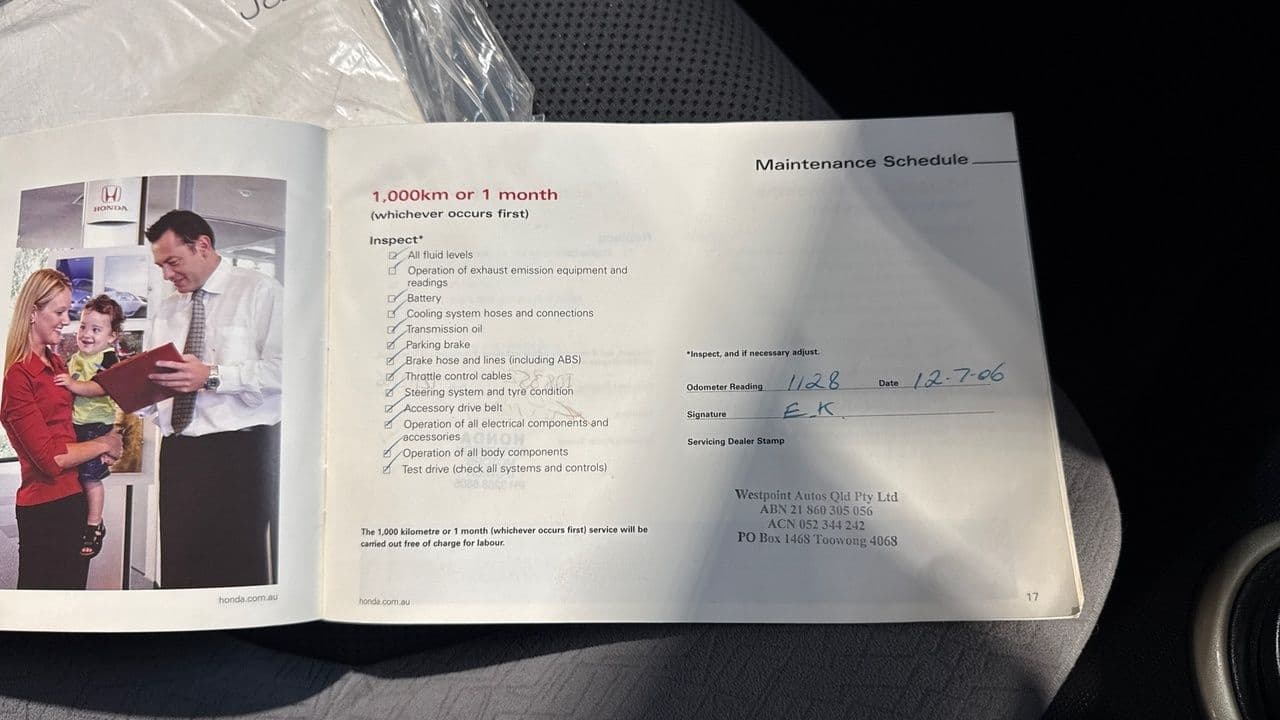 HONDA
honda.com.au
Maintenance Schedule
1,000km or 1 month
(whichever occurs first)
Inspect*
All fluid levels
Operation of exhaust emission equipment and
readings
Battery
Cooling system hoses and connections
Transmission oil
Parking brake
Brake hose and lines (including ABS)
Throttle control cables
Steering system and tyre condition
Accessory drive belt
Operation of all electrical components and
accessories
Operation of all body components
Test drive (check all systems and controls)
The 1,000 kilometre or 1 month (whichever occurs first) service will be
carried out free of charge for labour.
honda.com.au
*Inspect, and if necessary adjust.
Odometer Reading 1128 Date 12-7-06
Signature E.K.
Servicing Dealer Stamp
Westpoint Autos Qld Pty Ltd
ABN 21 860 305 056
ACN 052 344 242
PO Box 1468 Toowong 4068
17